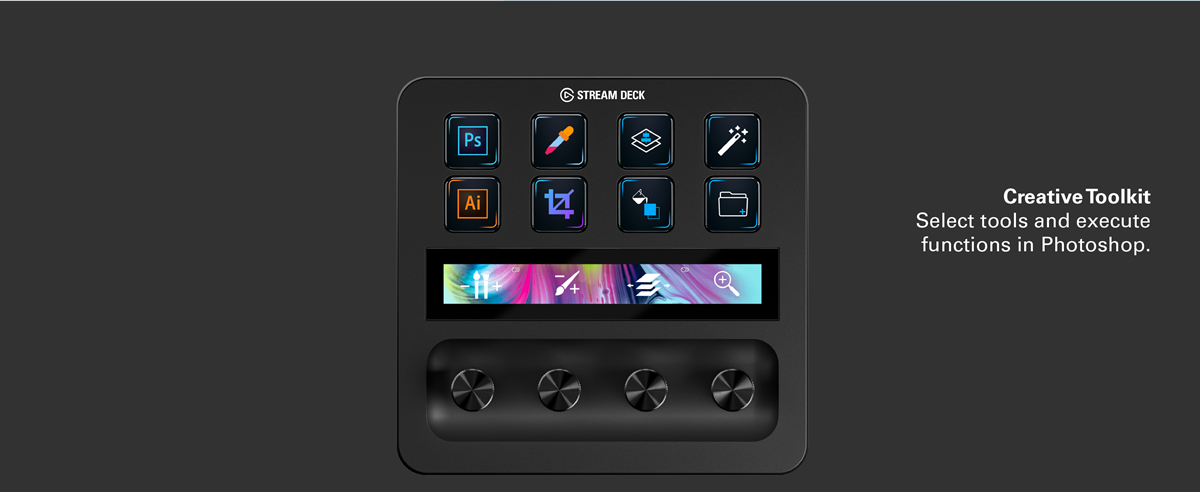 STREAM DECK
Ps
Ai
Creative Toolkit
Select tools and execute
functions in Photoshop.